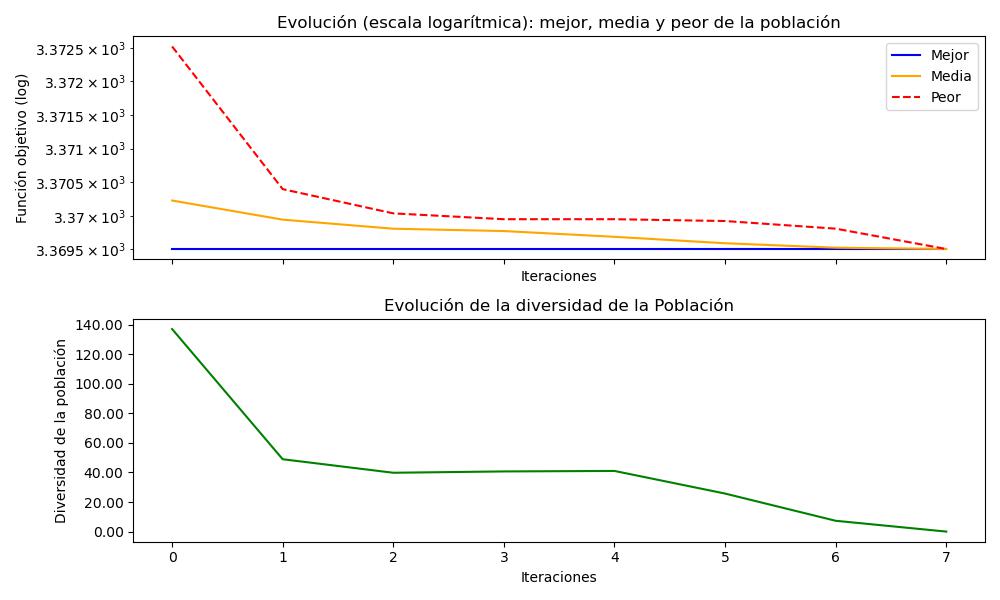 Evolución (escala logarítmica): mejor, media y peor de la población
Función objetivo (log)
3.3725 × 10³
3.372 × 10³
3.3715 × 10³
3.371 × 10³
3.3705 × 10³
3.37 × 10³
3.3695 × 10³
Mejor
Media
Peor
Iteraciones
Evolución de la diversidad de la Población
Diversidad de la población
140.00
120.00
100.00
80.00
60.00
40.00
20.00
0.00
0 1 2 3 4 5 6 7
Iteraciones